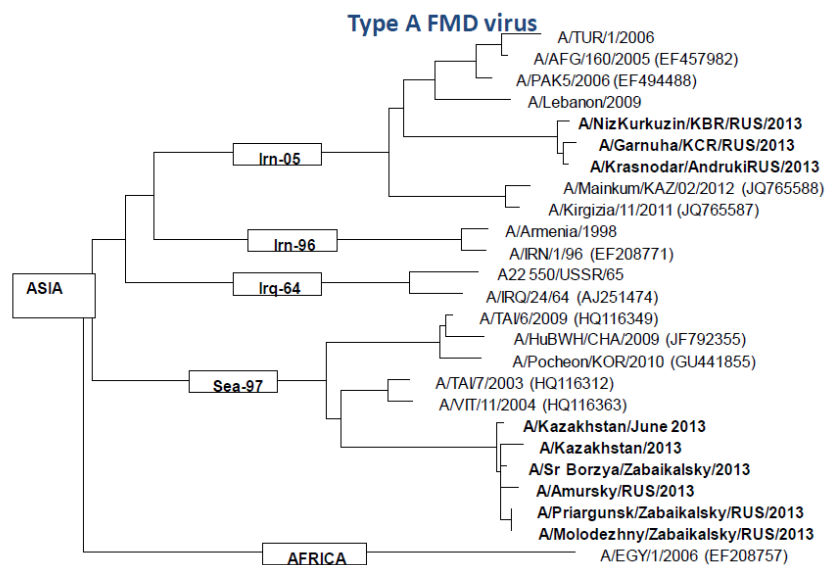 Type A FMD virus
A/TUR/1/2006
A/AFG/160/2005 (EF457982)
A/PAK5/2006 (EF494488)
A/Lebanon/2009
A/NizKurkuzin/KBR/RUS/2013
A/Garnuha/KCR/RUS/2013
Irn-05
A/Krasnodar/AndrukiRUS/2013
A/Mainkum/KAZ/02/2012 (JQ765588)
A/Kirgizia/11/2011 (JQ765587)
A/Armenia/1998
Irn-96
A/IRN/1/96 (EF208771)
A22 550/USSR/65
ASIA
Irq-64
A/IRQ/24/64 (AJ251474)
A/TAI/6/2009 (HQ116349)
A/HuBWH/CHA/2009 (JF792355)
A/Pocheon/KOR/2010 (GU441855)
Sea-97
A/TAI/7/2003 (HQ116312)
A/VIT/11/2004 (HQ116363)
A/Kazakhstan/June 2013
A/Kazakhstan/2013
A/Sr Borzya/Zabaikalsky/2013
A/Amursky/RUS/2013
A/Priargunsk/Zabaikalsky/RUS/2013
A/Molodezhny/Zabaikalsky/RUS/2013
AFRICA
A/EGY/1/2006 (EF208757)